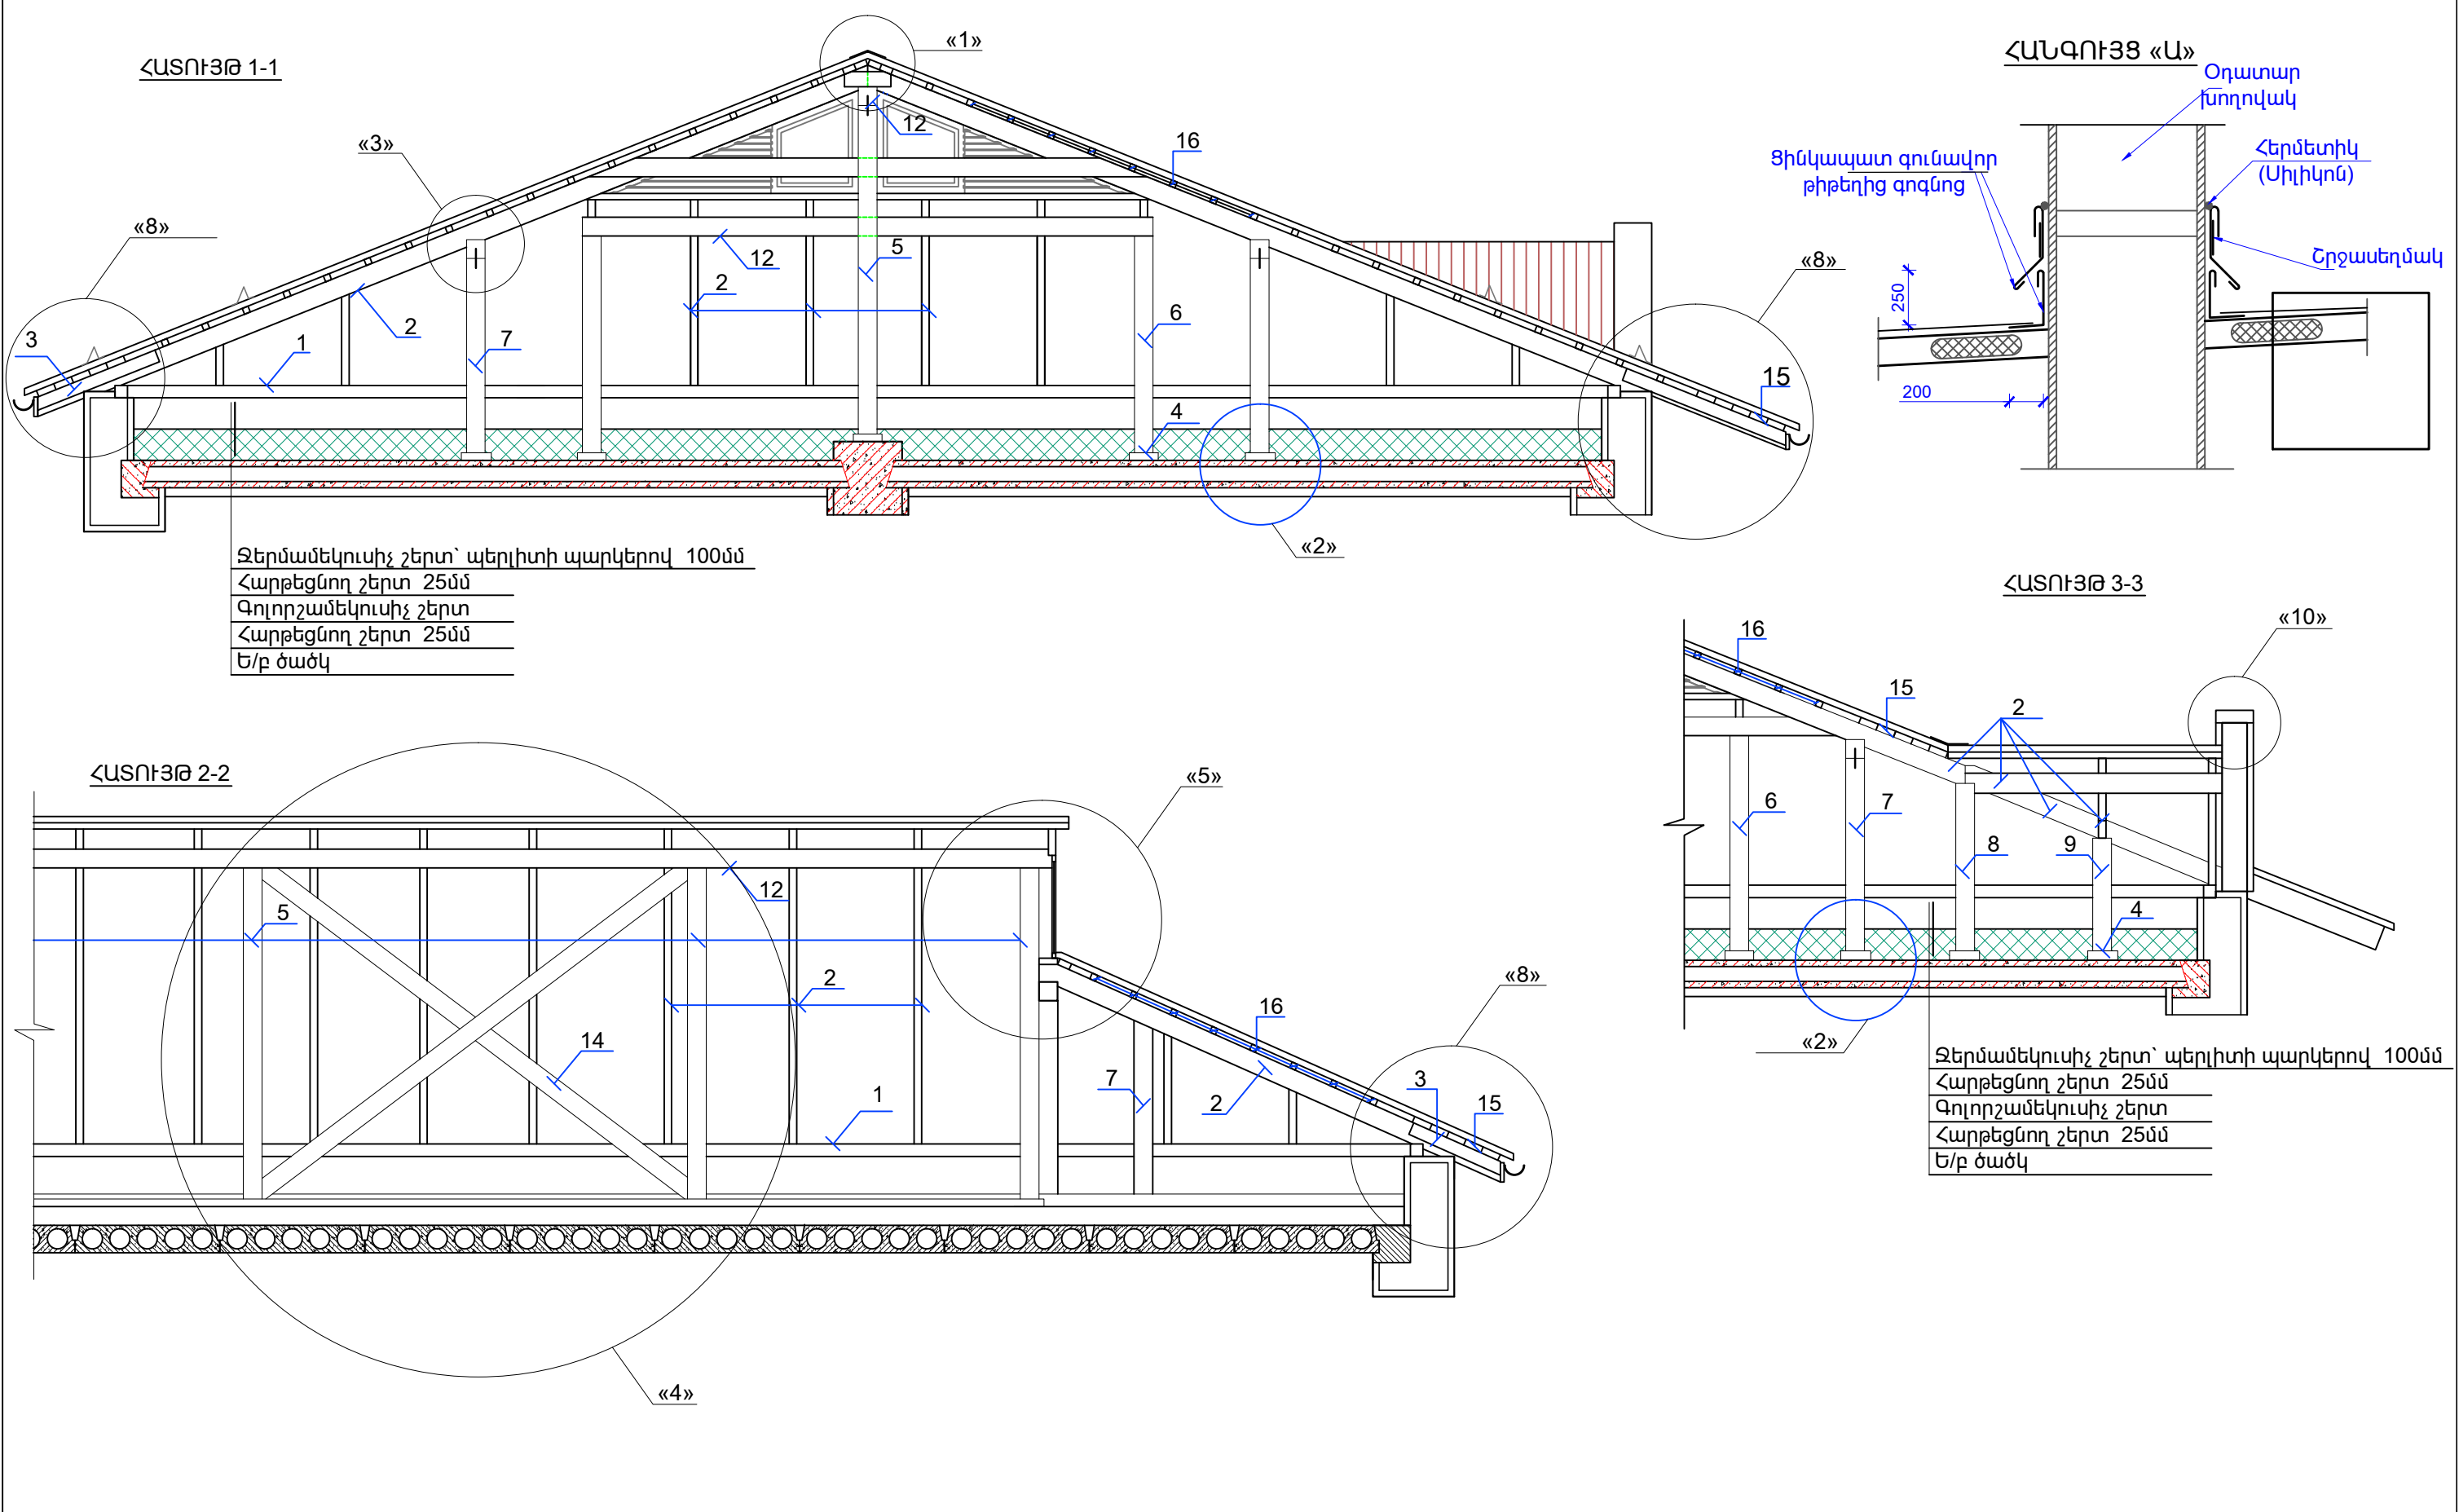 ՀԱՏՈՒՅԹ 1-1
«1»
«3»
«8»
12
16
12
5
2
6
«8»
3
2
1
7
15
4
«2»
Ջերմամեկուսիչ շերտ՝ պերլիտի պարկերով 100մմ
Հարթեցնող շերտ 25մմ
Գոլորշամեկուսիչ շերտ
Հարթեցնող շերտ 25մմ
Ե/բ ծածկ
ՀԱՆԳՈՒՅՑ «Ա»
Օդատար
խողովակ
Ցինկապատ գունավոր
թիթեղից գոգնոց
Հերմետիկ
(Սիլիկոն)
Շրջասեղմակ
250
200
ՀԱՏՈՒՅԹ 3-3
«10»
16
15
2
6
7
8
9
4
«2»
Ջերմամեկուսիչ շերտ՝ պերլիտի պարկերով 100մմ
Հարթեցնող շերտ 25մմ
Գոլորշամեկուսիչ շերտ
Հարթեցնող շերտ 25մմ
Ե/բ ծածկ
ՀԱՏՈՒՅԹ 2-2
«5»
12
5
2
«8»
16
14
7
3
1
2
15
«4»